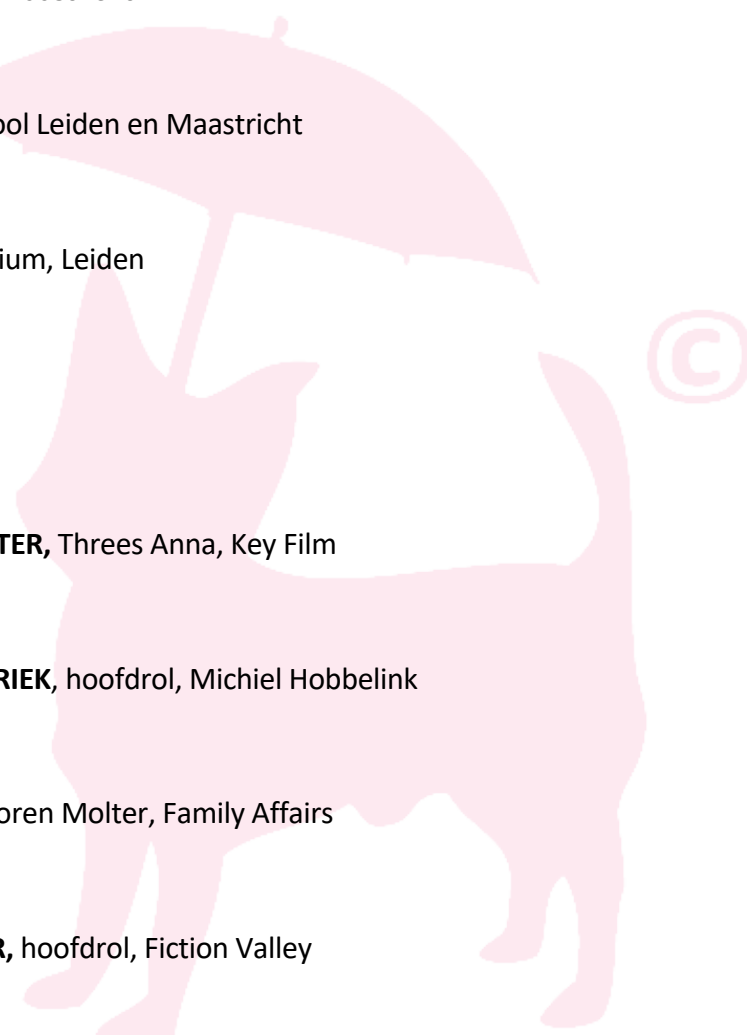 ool Leiden en Maastricht
ium, Leiden
©
TER, Threes Anna, Key Film
RIEK, hoofdrol, Michiel Hobbelink
oren Molter, Family Affairs
R, hoofdrol, Fiction Valley